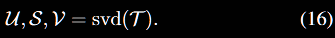 𝒰, 𝒮, 𝒱 = svd(𝒯). (16)